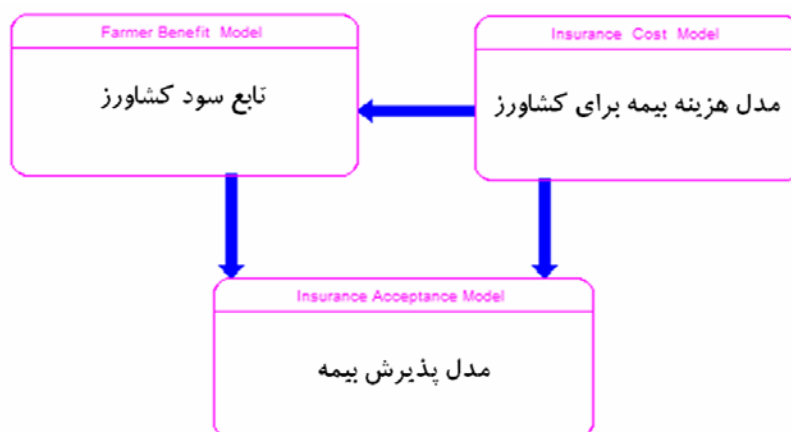 Farmer Benefit Model
تابع سود کشاورز
Insurance Cost Model
مدل هزینه بیمه برای کشاورز
Insurance Acceptance Model
مدل پذیرش بیمه